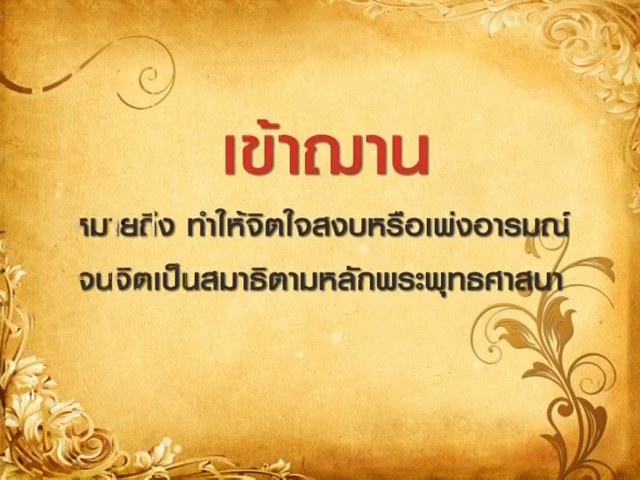 เข้าฌาน
หมายถึง ทำให้จิตใจสงบหรือเพ่งอารมณ์
จนจิตเป็นสมาธิตามหลักพระพุทธศาสนา